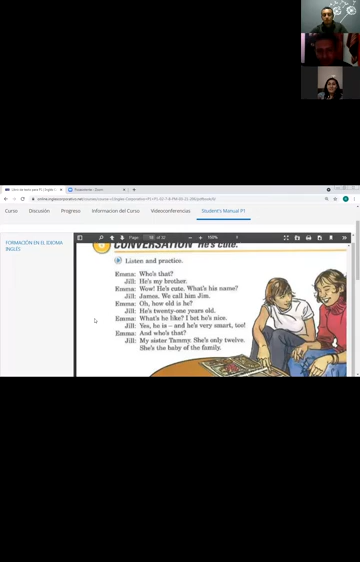 Curso Discusión Progreso Informacion del Curso Videoconferencias Student's Manual P1
FORMACIÓN EN EL IDIOMA
INGLÉS
CONVERSATION He's cute.
Listen and practice.
Emma: Who's that?
Jill: He's my brother.
Emma: Wow! He's cute. What's his name?
Jill: James. We call him Jim.
Emma: Oh, how old is he?
Jill: He's twenty-one years old.
Emma: What's he like? I bet he's nice.
Jill: Yes, he is – and he's very smart, too!
Emma: And who's that?
Jill: My sister Tammy. She's only twelve.
She's the baby of the family.